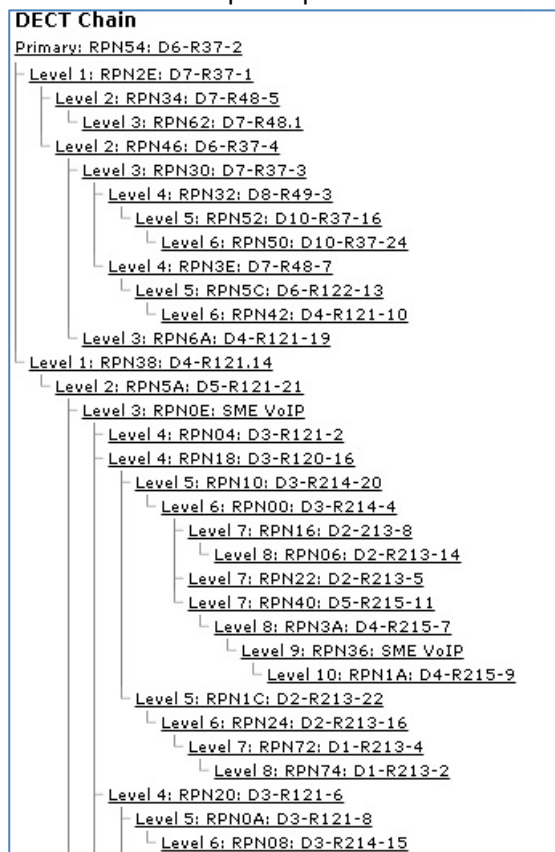 DECT Chain
Primary: RPN54: D6-R37-2
Level 1: RPN2E: D7-R37-1
Level 2: RPN34: D7-R48-5
Level 3: RPN62: D7-R48.1
Level 2: RPN46: D6-R37-4
Level 3: RPN30: D7-R37-3
Level 4: RPN32: D8-R49-3
Level 5: RPN52: D10-R37-16
Level 6: RPN50: D10-R37-24
Level 4: RPN3E: D7-R48-7
Level 5: RPN5C: D6-R122-13
Level 6: RPN42: D4-R121-10
Level 3: RPN6A: D4-R121-19
Level 1: RPN38: D4-R121.14
Level 2: RPN5A: D5-R121-21
Level 3: RPN0E: SME VoIP
Level 4: RPN04: D3-R121-2
Level 4: RPN18: D3-R120-16
Level 5: RPN10: D3-R214-20
Level 6: RPN00: D3-R214-4
Level 7: RPN16: D2-213-8
Level 8: RPN06: D2-R213-14
Level 7: RPN22: D2-R213-5
Level 7: RPN40: D5-R215-11
Level 8: RPN3A: D4-R215-7
Level 9: RPN36: SME VoIP
Level 10: RPN1A: D4-R215-9
Level 5: RPN1C: D2-R213-22
Level 6: RPN24: D2-R213-16
Level 7: RPN72: D1-R213-4
Level 8: RPN74: D1-R213-2
Level 4: RPN20: D3-R121-6
Level 5: RPN0A: D3-R121-8
Level 6: RPN08: D3-R214-15